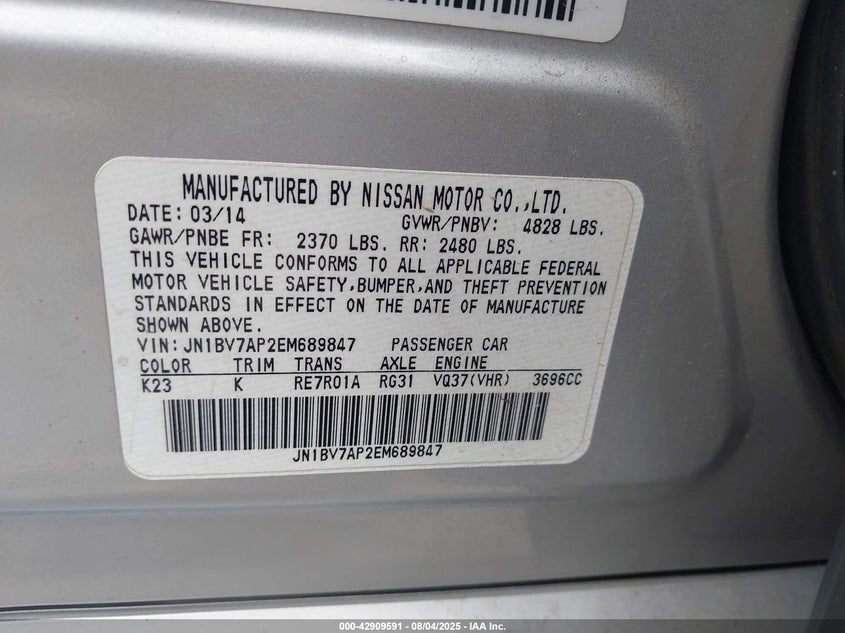 MANUFACTURED BY NISSAN MOTOR CO.,LTD.
DATE: 03/14 GVWR/PNBV: 4828 LBS.
GAWR/PNBE FR: 2370 LBS. RR: 2480 LBS.
THIS VEHICLE CONFORMS TO ALL APPLICABLE FEDERAL
MOTOR VEHICLE SAFETY,BUMPER,AND THEFT PREVENTION
STANDARDS IN EFFECT ON THE DATE OF MANUFACTURE
SHOWN ABOVE.
VIN: JN1BV7AP2EM689847 PASSENGER CAR
COLOR TRIM TRANS AXLE ENGINE
K23 K RE7R01A RG31 VQ37(VHR) 3696CC
JN1BV7AP2EM689847
000-42909591 - 08/04/2025 - IAA Inc.